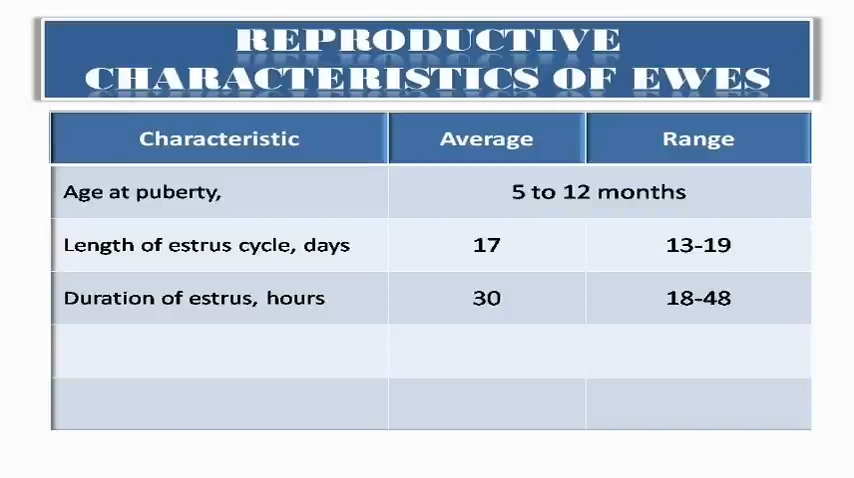 REPRODUCTIVE
CHARACTERISTICS OF EWES
Characteristic Average Range
Age at puberty, 5 to 12 months
Length of estrus cycle, days 17 13-19
Duration of estrus, hours 30 18-48